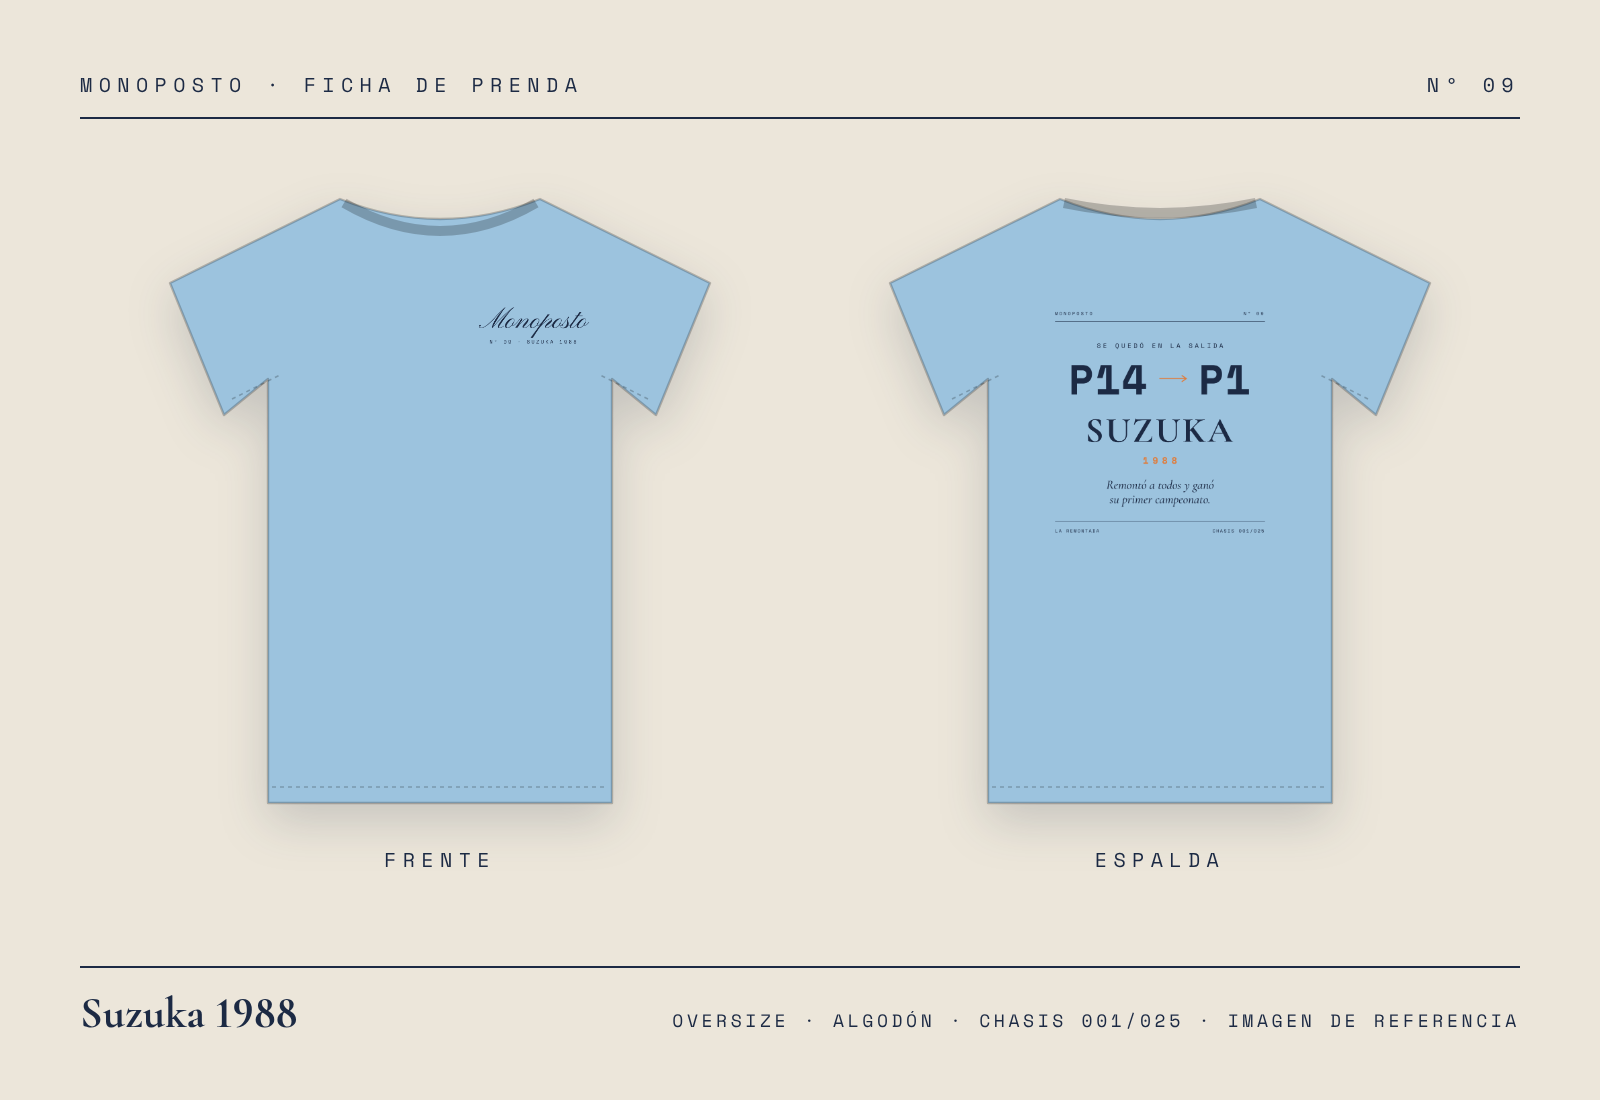 MONOPOSTO · FICHA DE PRENDA
N° 09
Monoposto
SUZUKA 1988
MONOPOSTO
SE QUEDÓ EN LA SALIDA
P14 → P1
SUZUKA
1988
Remontó a todos y ganó
su primer campeonato.
LA REMONTADA
CHASIS 001/025
FRENTE
ESPALDA
Suzuka 1988
OVERSIZE · ALGODÓN · CHASIS 001/025 · IMAGEN DE REFERENCIA